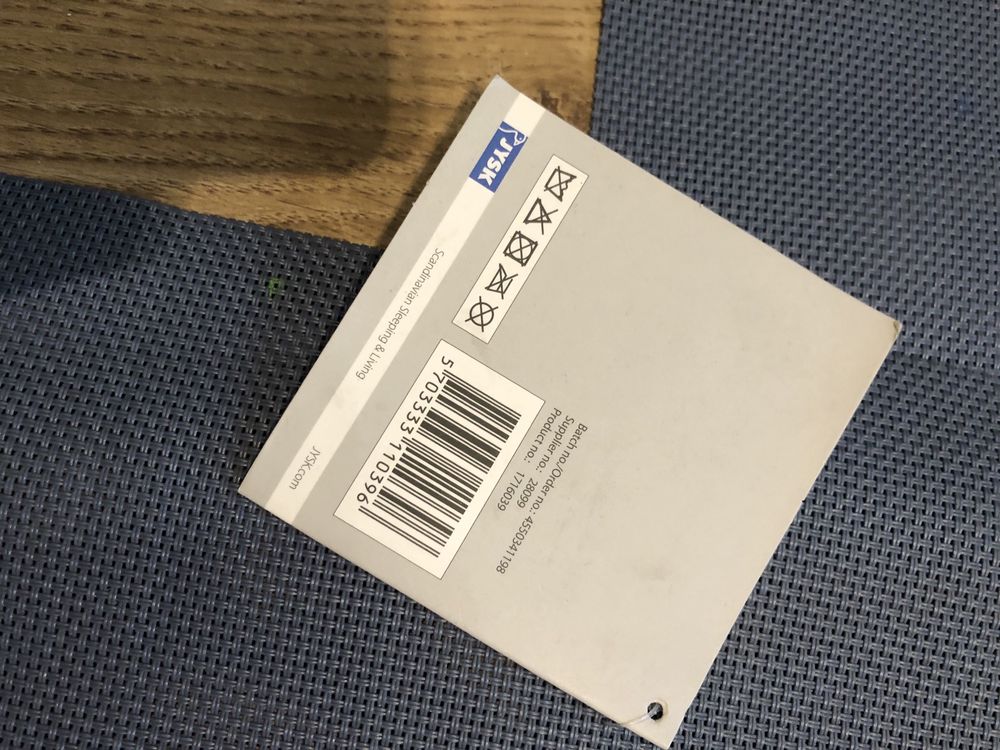 JYSK
Scandinavian Sleeping & Living
JYSK.com
5 703333 110396
Batch no/Order no.: 4550341198
Supplier no.: 28099
Product no.: 1716039